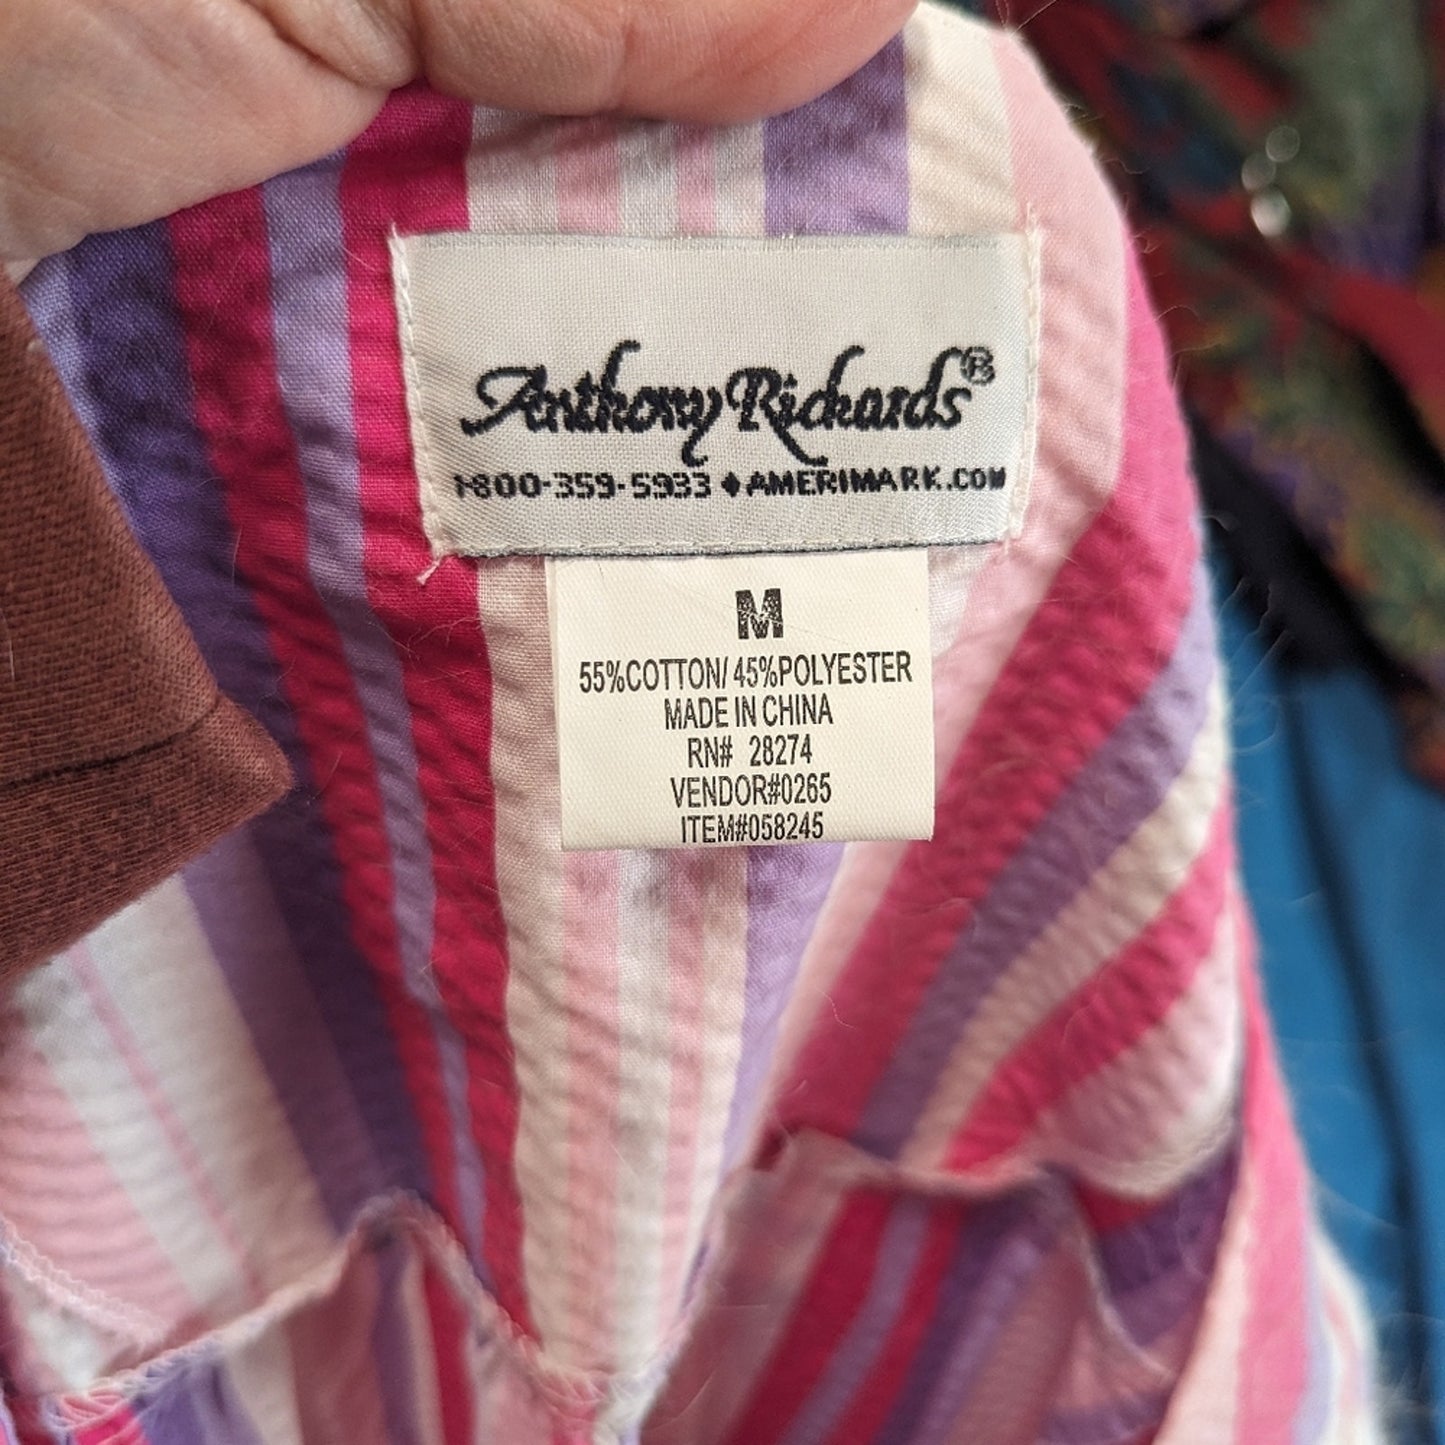 Anthony Richards®
1-800-359-5933 ♦ AMERIMARK.COM
M
55%COTTON/ 45%POLYESTER
MADE IN CHINA
RN# 28274
VENDOR#0265
ITEM#058245